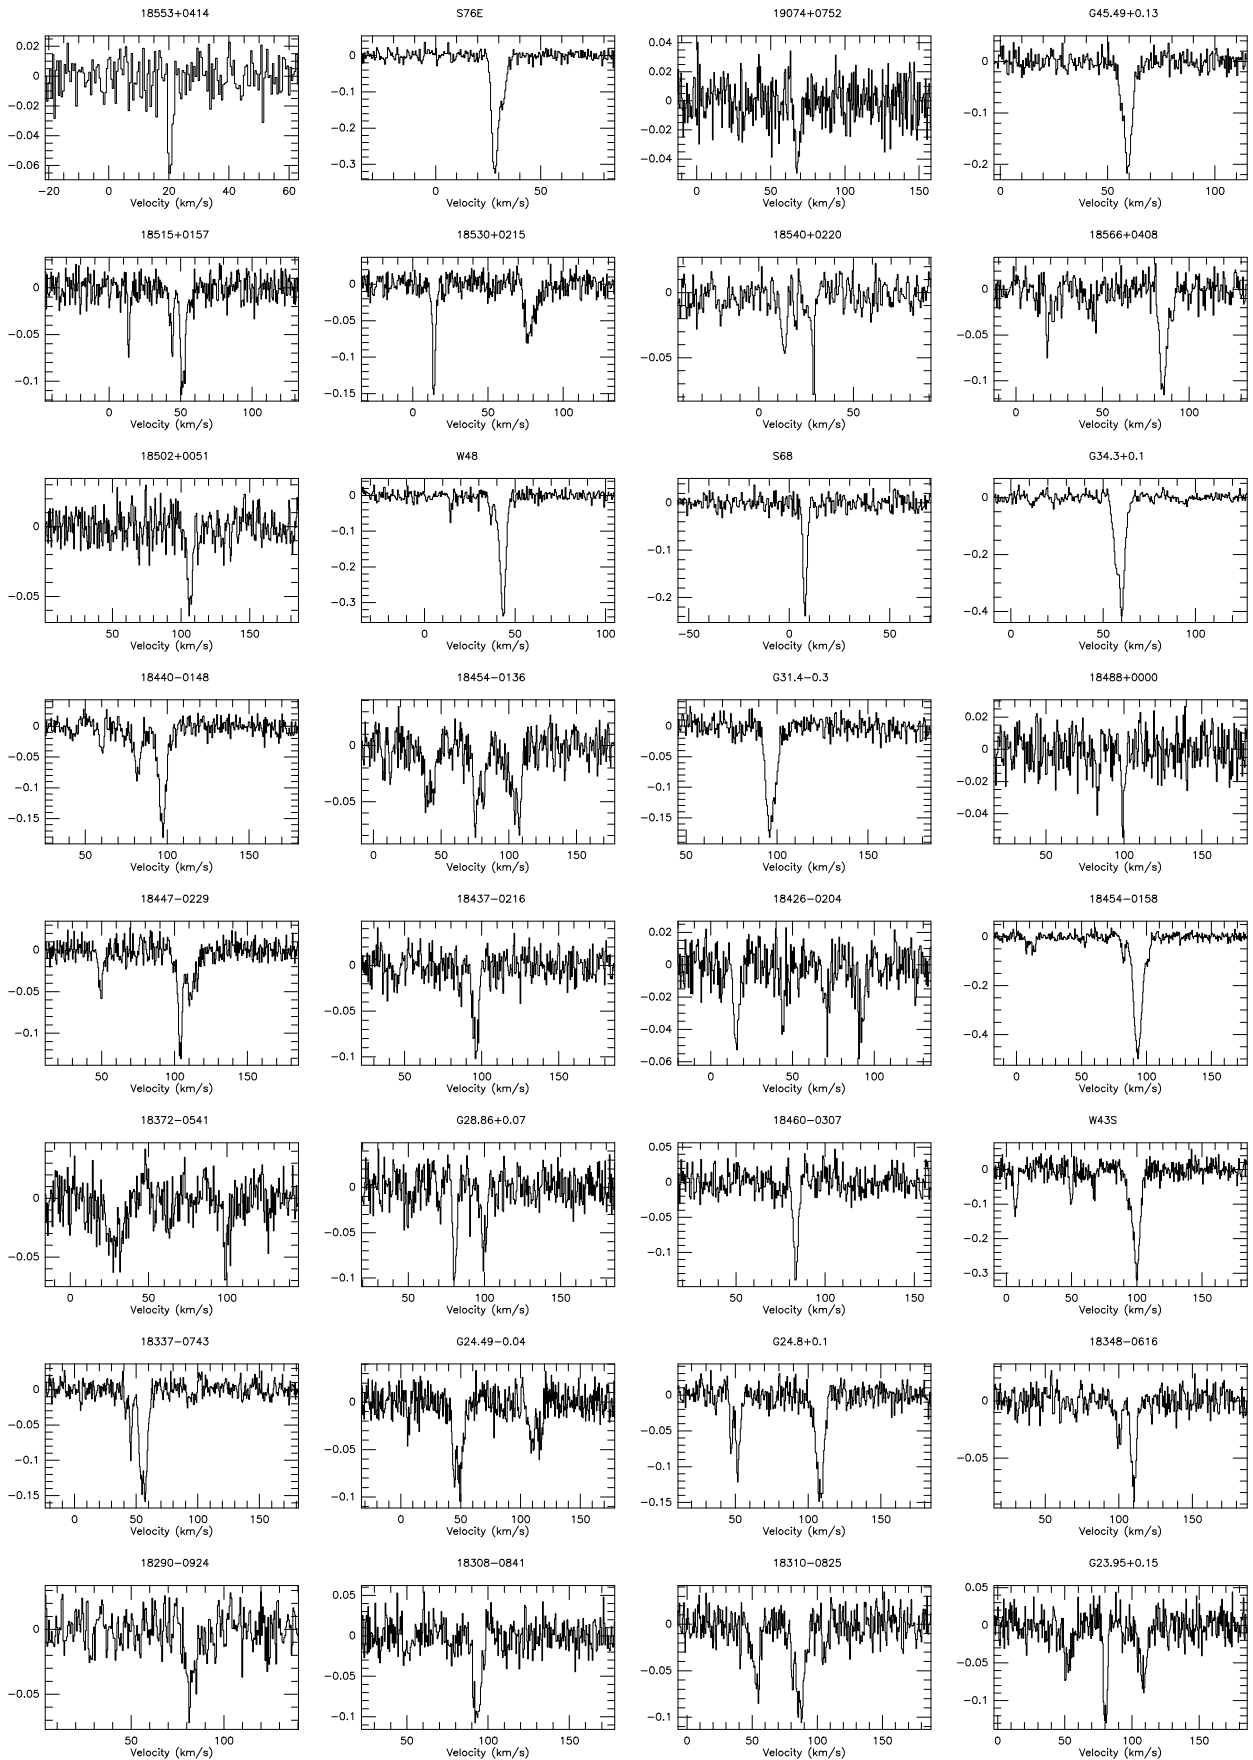 18553+0414 S76E 19074+0752 G45.49+0.13
0.02 0 −0.02 −0.04 −0.06
0 −0.1 −0.2 −0.3
0.04 0.02 0 −0.02 −0.04
0 −0.1 −0.2
−20 0 20 40 60 0 50 0 50 100 150 0 50 100
Velocity (km/s) Velocity (km/s) Velocity (km/s) Velocity (km/s)
18515+0157 18530+0215 18540+0220 18566+0408
0 −0.05 −0.1
0 −0.05 −0.1 −0.15
0 −0.05
0 −0.05 −0.1
0 50 100 0 50 100 0 50 0 50 100
Velocity (km/s) Velocity (km/s) Velocity (km/s) Velocity (km/s)
18502+0051 W48 S68 G34.3+0.1
0 −0.05
0 −0.1 −0.2 −0.3
0 −0.1 −0.2
0 −0.2 −0.4
50 100 150 0 50 100 −50 0 50 0 50 100
Velocity (km/s) Velocity (km/s) Velocity (km/s) Velocity (km/s)
18440−0148 18454−0136 G31.4−0.3 18488+0000
0 −0.05 −0.1 −0.15
0 −0.05
0 −0.05 −0.1 −0.15
0.02 0 −0.02 −0.04
50 100 150 0 50 100 150 50 100 150 50 100 150
Velocity (km/s) Velocity (km/s) Velocity (km/s) Velocity (km/s)
18447−0229 18437−0216 18426−0204 18454−0158
0 −0.05 −0.1
0 −0.05 −0.1
0.02 0 −0.02 −0.04 −0.06
0 −0.2 −0.4
50 100 150 50 100 150 0 50 100 0 50 100 150
Velocity (km/s) Velocity (km/s) Velocity (km/s) Velocity (km/s)
18372−0541 G28.86+0.07 18460−0307 W43S
0 −0.05
0 −0.05 −0.1
0.05 0 −0.05 −0.1
0 −0.1 −0.2 −0.3
0 50 100 50 100 150 50 100 150 0 50 100 150
Velocity (km/s) Velocity (km/s) Velocity (km/s) Velocity (km/s)
18337−0743 G24.49−0.04 G24.8+0.1 18348−0616
0 −0.05 −0.1 −0.15
0 −0.05 −0.1
0 −0.05 −0.1 −0.15
0 −0.05
0 50 100 150 0 50 100 150 0 50 100 150 50 100 150
Velocity (km/s) Velocity (km/s) Velocity (km/s) Velocity (km/s)
18290−0924 18308−0841 18310−0825 G23.95+0.15
0 −0.05
0.05 0 −0.05 −0.1
0 −0.05 −0.1
0.05 0 −0.05 −0.1
50 100 50 100 150 50 100 150 0 50 100 150
Velocity (km/s) Velocity (km/s) Velocity (km/s) Velocity (km/s)